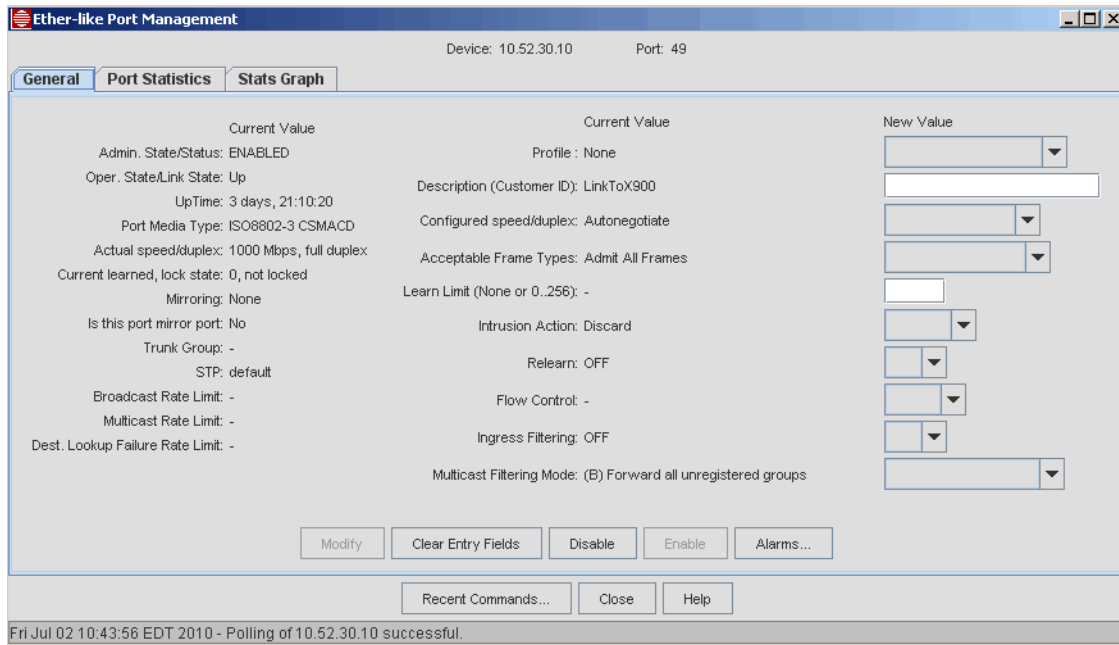 Ether-like Port Management
Device: 10.52.30.10 Port: 49
General Port Statistics Stats Graph
Current Value
Admin. State/Status: ENABLED
Oper. State/Link State: Up
UpTime: 3 days, 21:10:20
Port Media Type: ISO8802-3 CSMACD
Actual speed/duplex: 1000 Mbps, full duplex
Current learned, lock state: 0, not locked
Mirroring: None
Is this port mirror port: No
Trunk Group: -
STP: default
Broadcast Rate Limit: -
Multicast Rate Limit: -
Dest. Lookup Failure Rate Limit: -
Current Value New Value
Profile : None
Description (Customer ID): LinkToX900
Configured speed/duplex: Autonegotiate
Acceptable Frame Types: Admit All Frames
Learn Limit (None or 0..256): -
Intrusion Action: Discard
Relearn: OFF
Flow Control: -
Ingress Filtering: OFF
Multicast Filtering Mode: (B) Forward all unregistered groups
Modify Clear Entry Fields Disable Enable Alarms...
Recent Commands... Close Help
Fri Jul 02 10:43:56 EDT 2010 - Polling of 10.52.30.10 successful.